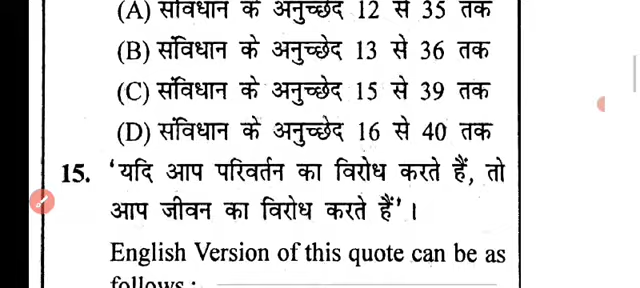 (A) संविधान के अनुच्छेद 12 से 35 तक
(B) संविधान के अनुच्छेद 13 से 36 तक
(C) संविधान के अनुच्छेद 15 से 39 तक
(D) संविधान के अनुच्छेद 16 से 40 तक
15. ‘यदि आप परिवर्तन का विरोध करते हैं, तो
आप जीवन का विरोध करते हैं’ ।
English Version of this quote can be as
follows :